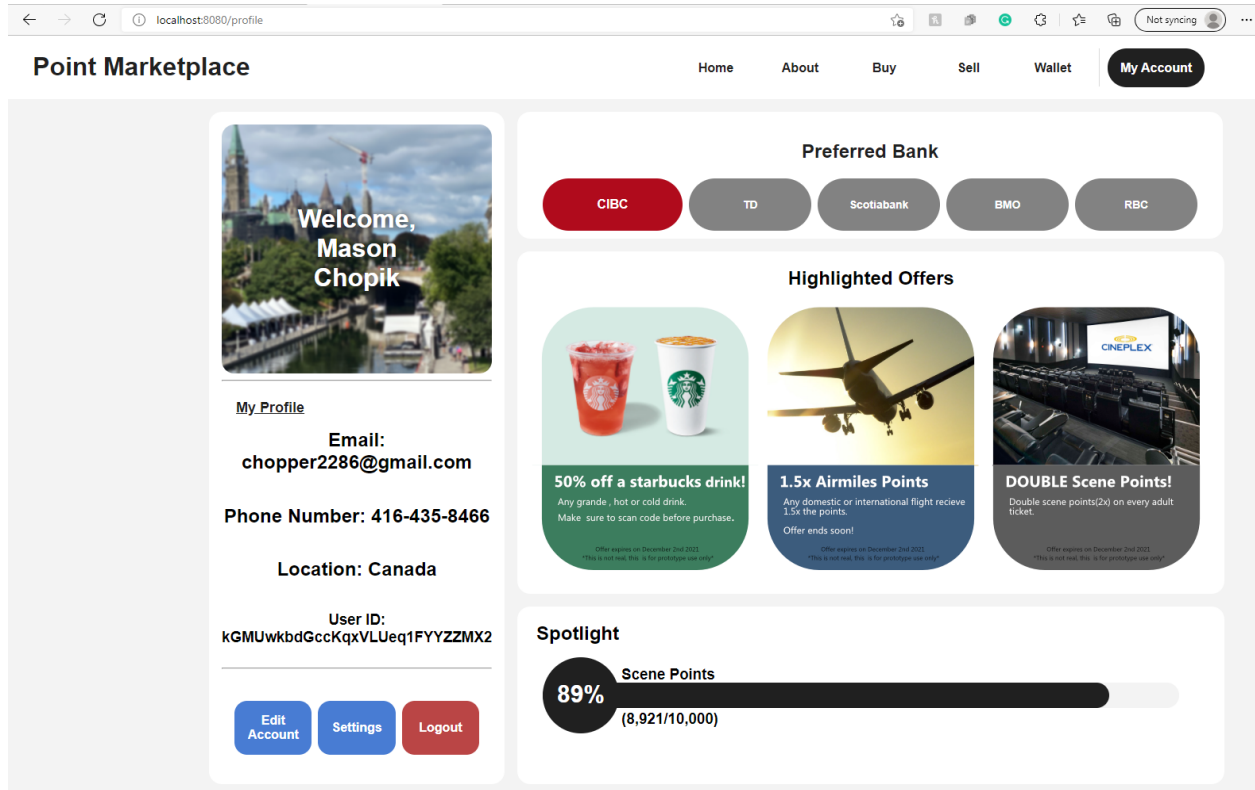 localhost:8080/profile
Not syncing
Point Marketplace
Home
About
Buy
Sell
Wallet
My Account
Welcome,
Mason
Chopik
My Profile
Email:
chopper2286@gmail.com
Phone Number: 416-435-8466
Location: Canada
User ID:
kGMUwkbdGccKqxVLUeq1FYYZZMX2
Edit
Account
Settings
Logout
Preferred Bank
CIBC
TD
Scotiabank
BMO
RBC
Highlighted Offers
50% off a starbucks drink!
Any grande , hot or cold drink.
Make sure to scan code before purchase.
Offer expires on December 2nd 2021
*This is not real, this is for prototype use only*
1.5x Airmiles Points
Any domestic or international flight recieve
1.5x the points.
Offer ends soon!
Offer expires on December 2nd 2021
*This is not real, this is for prototype use only*
CINEPLEX
DOUBLE Scene Points!
Double scene points(2x) on every adult
ticket.
Offer expires on December 2nd 2021
*This is not real, this is for prototype use only*
Spotlight
89%
Scene Points
(8,921/10,000)